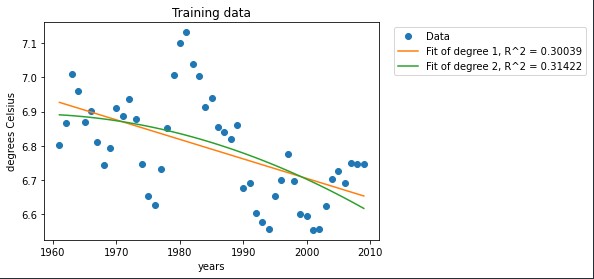 Training data
degrees Celsius
7.1
7.0
6.9
6.8
6.7
6.6
1960 1970 1980 1990 2000 2010
years
Data
Fit of degree 1, R^2 = 0.30039
Fit of degree 2, R^2 = 0.31422